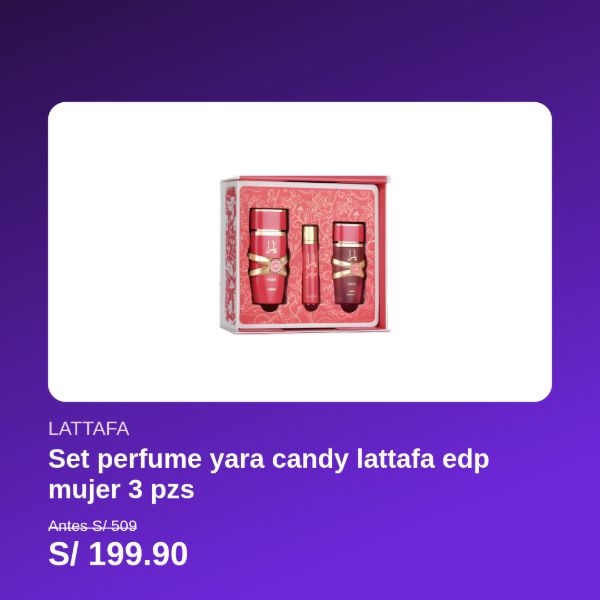 LATTAFA
Set perfume yara candy lattafa edp
mujer 3 pzs
Antes S/ 509
S/ 199.90